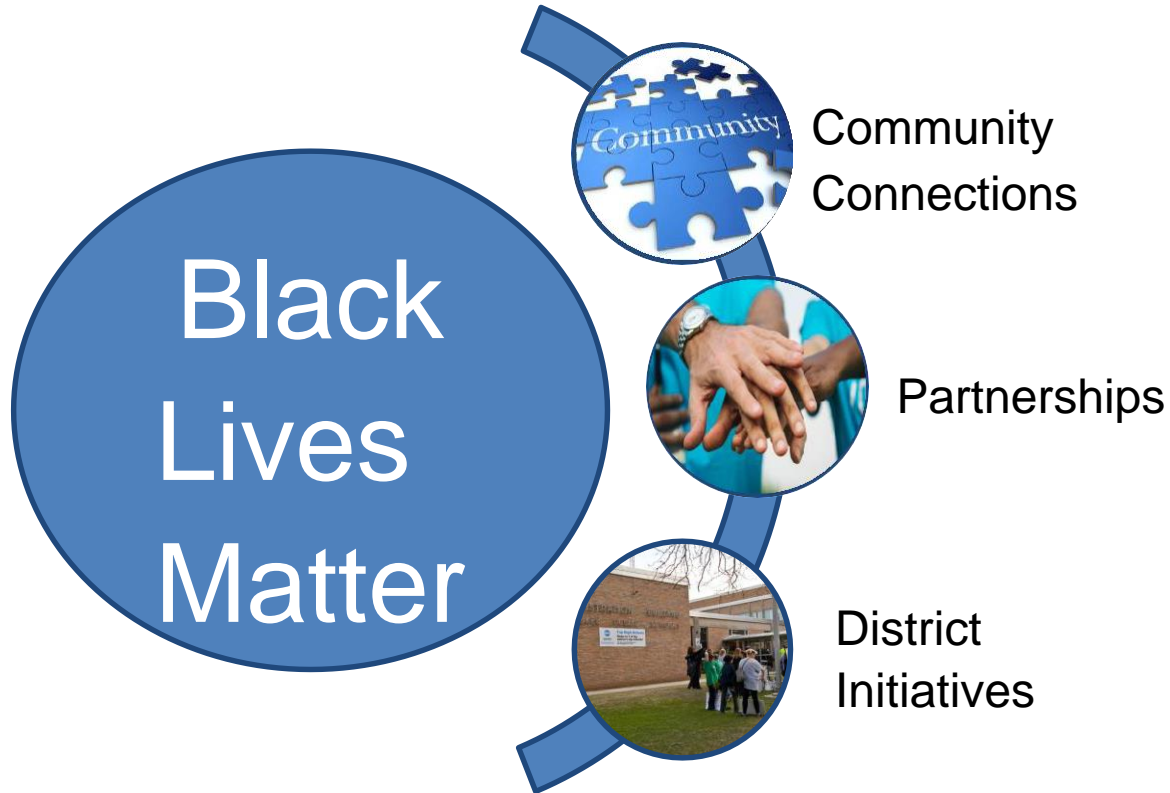 Black
Lives
Matter
Community
Community
Connections
Partnerships
District
Initiatives